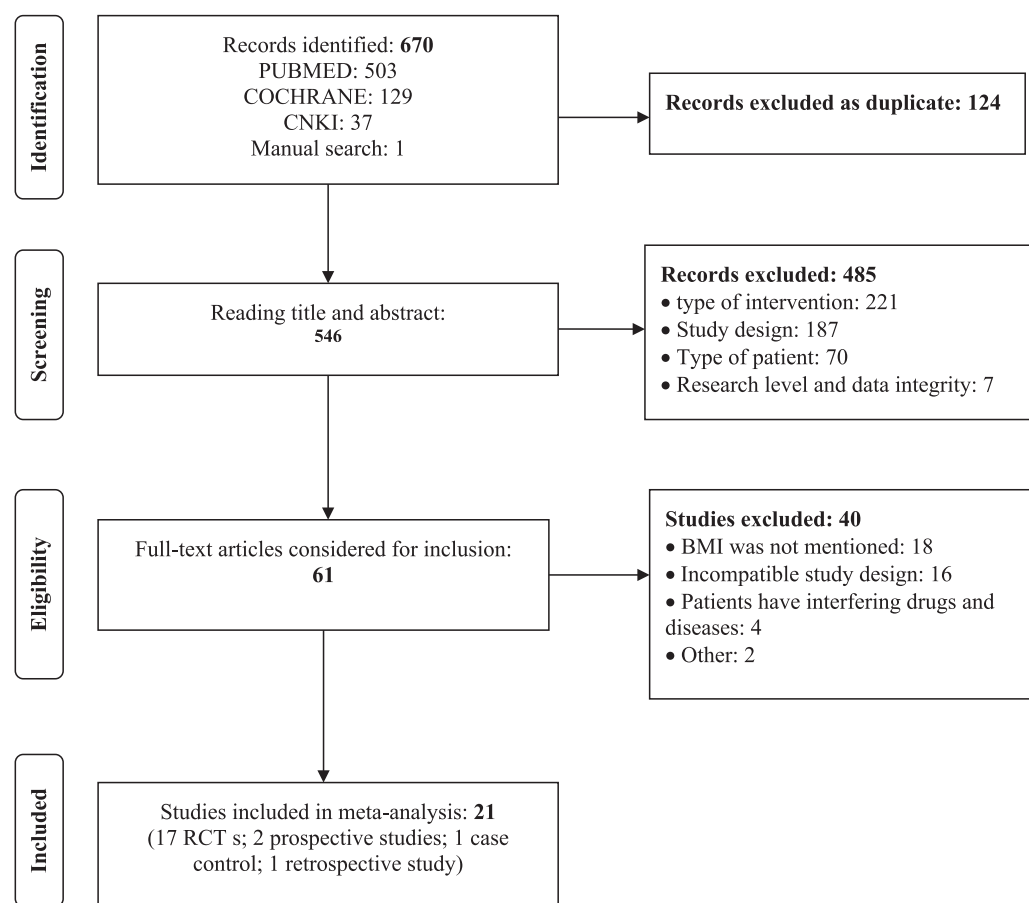 Identification
Records identified: 670
PUBMED: 503
COCHRANE: 129
CNKI: 37
Manual search: 1
Records excluded as duplicate: 124
Screening
Reading title and abstract:
546
Records excluded: 485
• type of intervention: 221
• Study design: 187
• Type of patient: 70
• Research level and data integrity: 7
Eligibility
Full-text articles considered for inclusion:
61
Studies excluded: 40
• BMI was not mentioned: 18
• Incompatible study design: 16
• Patients have interfering drugs and
diseases: 4
• Other: 2
Included
Studies included in meta-analysis: 21
(17 RCT s; 2 prospective studies; 1 case
control; 1 retrospective study)